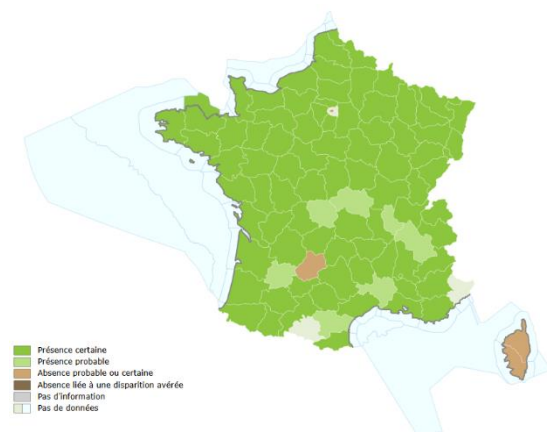 Présence certaine
Présence probable
Absence probable ou certaine
Absence liée à une disparition avérée
Pas d'information
Pas de données